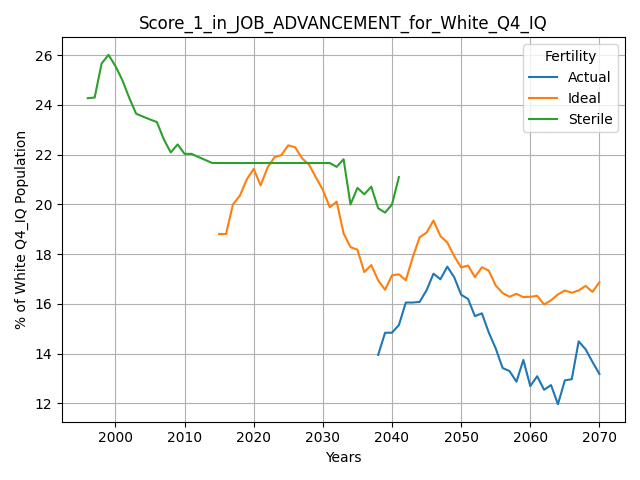 Score_1_in_JOB_ADVANCEMENT_for_White_Q4_IQ
% of White Q4_IQ Population
26
24
22
20
18
16
14
12
Fertility
Actual
Ideal
Sterile
2000 2010 2020 2030 2040 2050 2060 2070
Years